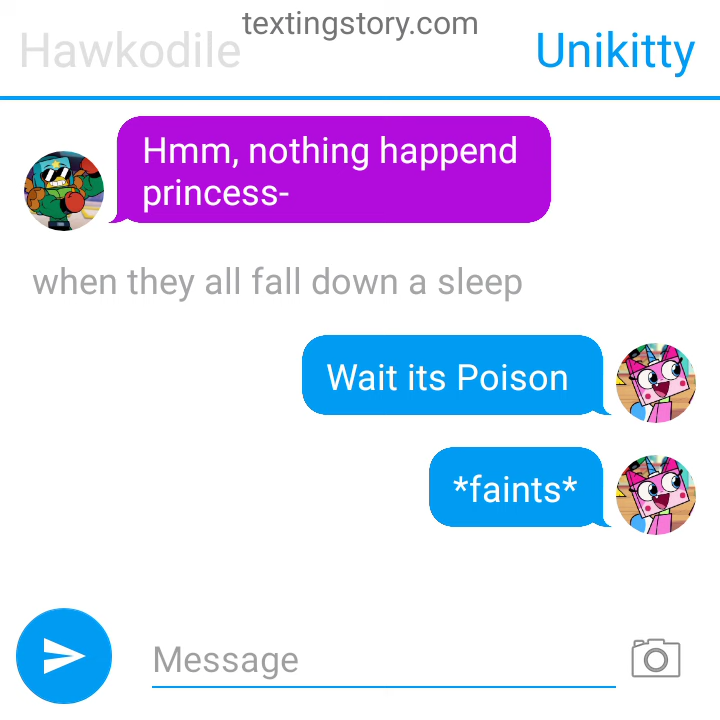 textingstory.com
Hawkodile
Unikitty
Hmm, nothing happend
princess-
when they all fall down a sleep
Wait its Poison
*faints*
Message